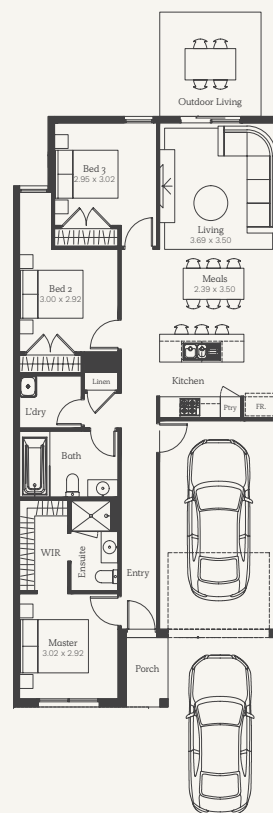 Outdoor Living
Bed 3
2.95 x 3.02
Living
3.69 x 3.50
Bed 2
3.00 x 2.92
Meals
2.39 x 3.50
Linen
Kitchen
L'dry
Ptry
FR.
Bath
WIR
Ensuite
Entry
Master
3.02 x 2.92
Porch